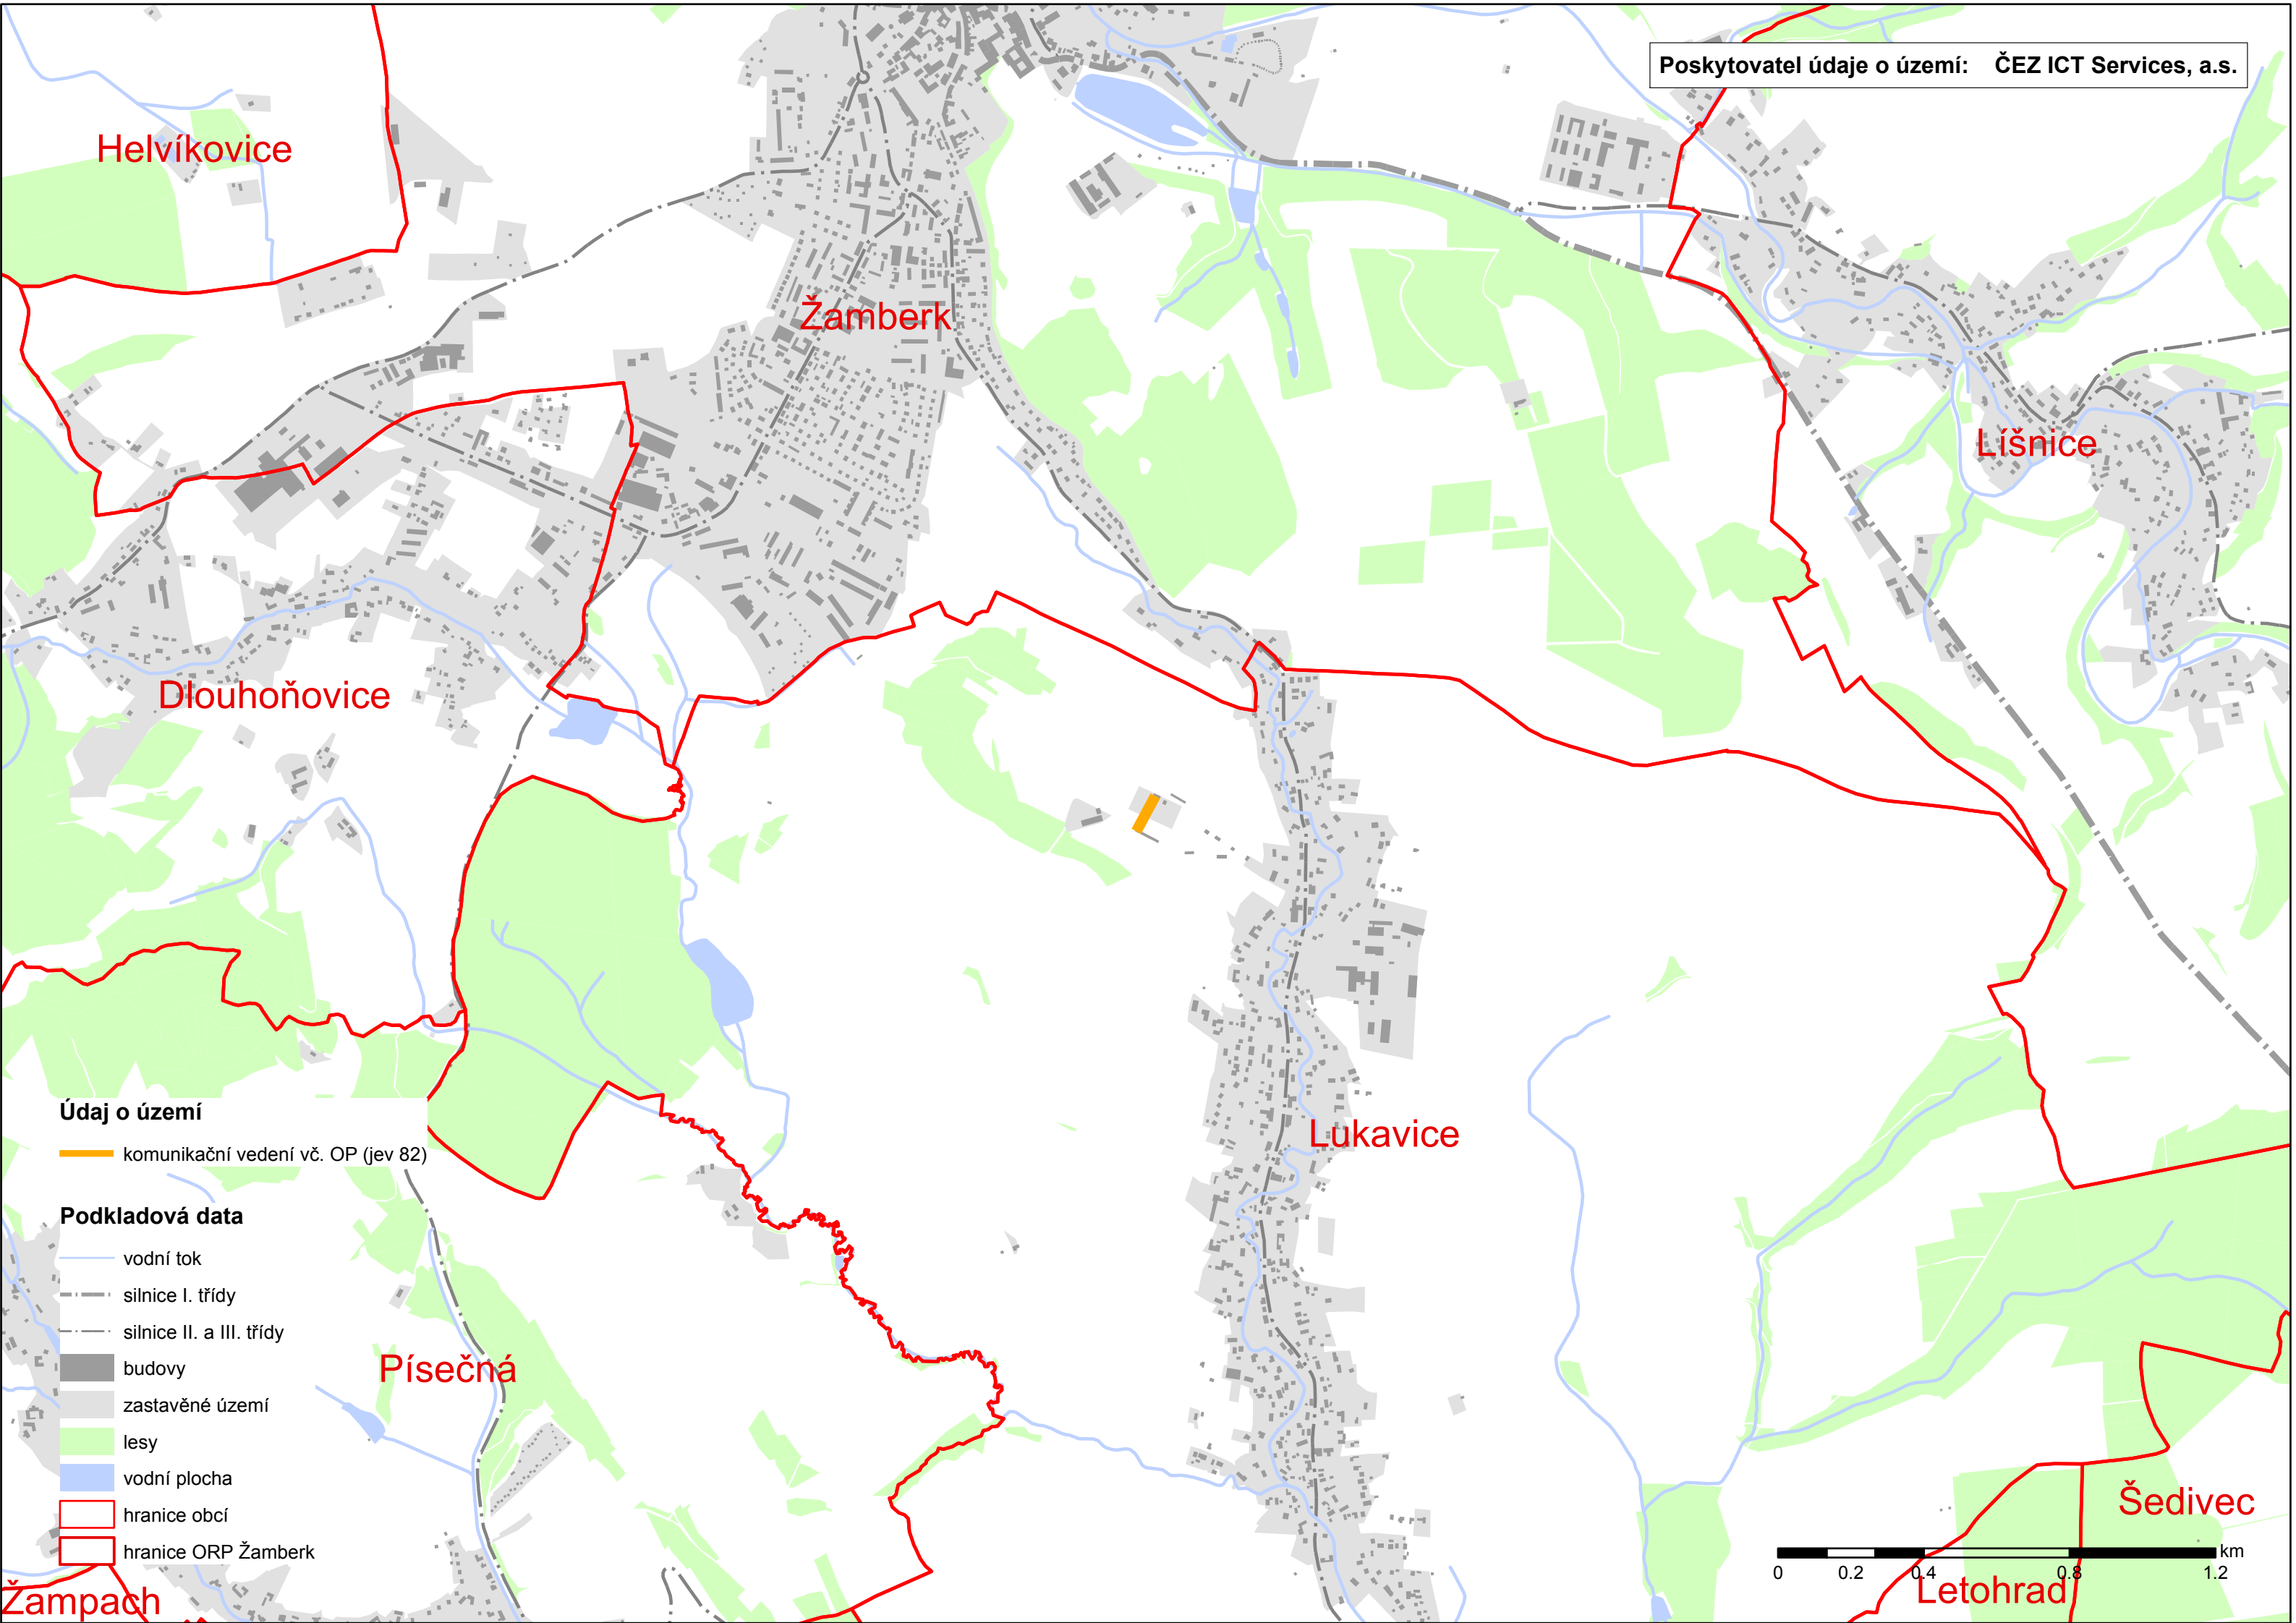 Poskytovatel údaje o území: ČEZ ICT Services, a.s.
Helvíkovice
Žamberk
Líšnice
Dlouhoňovice
Lukavice
Údaj o území
komunikační vedení vč. OP (jev 82)
Podkladová data
vodní tok
silnice I. třídy
silnice II. a III. třídy
budovy
zastavěné území
lesy
vodní plocha
hranice obcí
hranice ORP Žamberk
Písečná
Šedivec
km
0 0.2 0.4 0.8 1.2
Letohrad
Žampach